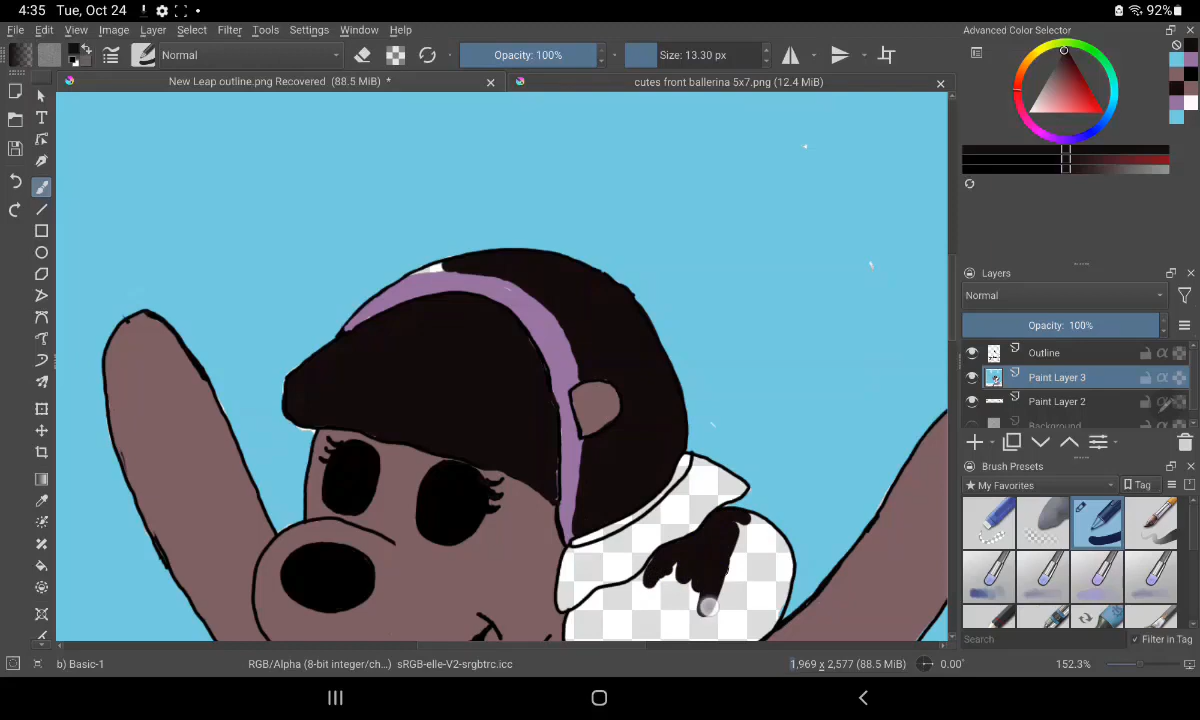 4:35 Tue, Oct 24
92%
File Edit View Image Layer Select Filter Tools Settings Window Help
Advanced Color Selector
Normal
Opacity: 100%
Size: 13.30 px
New Leap outline.png Recovered (88.5 MiB) *
cutes front ballerina 5x7.png (12.4 MiB)
Layers
Normal
Opacity: 100%
Outline
Paint Layer 3
Paint Layer 2
Background
Brush Presets
My Favorites
Tag
Search
Filter in Tag
b) Basic-1
RGB/Alpha (8-bit integer/ch...) sRGB-elle-V2-srgbtrc.icc
1,969 x 2,577 (88.5 MiB)
0.00°
152.3%